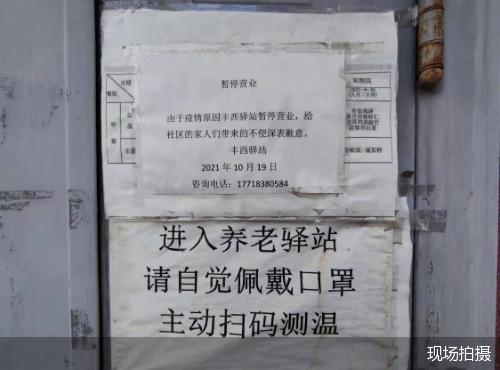 暂停营业
由于疫情原因丰西驿站暂停营业，给
社区的家人们带来的不便深表歉意。
丰西驿站
2021 年 10 月 19 日
咨询电话：17718380584
进入养老驿站
请自觉佩戴口罩
主动扫码测温
现场拍摄